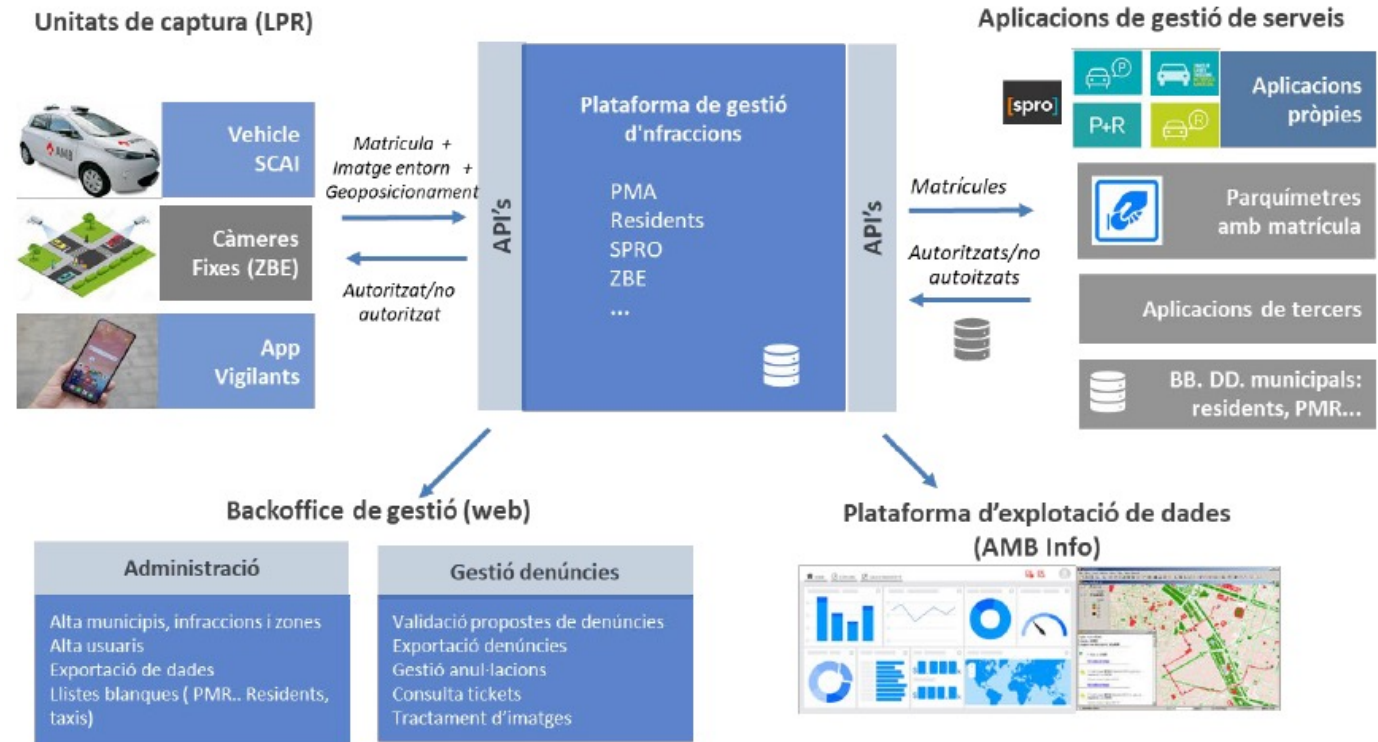 Unitats de captura (LPR)
Aplicacions de gestió de serveis
AMB
Vehicle
SCAI
Càmeres
Fixes (ZBE)
App
Vigilants
Matricula +
Imatge entorn +
Geoposicionament
Autoritzat/no
autoritzat
API's
Plataforma de gestió
d'nfraccions
PMA
Residents
SPRO
ZBE
...
API's
Matrícules
Autoritzats/no
autoitzats
[spro]
P
P+R
R
Aplicacions
pròpies
Parquímetres
amb matrícula
Aplicacions de tercers
BB. DD. municipals:
residents, PMR...
Backoffice de gestió (web)
Administració
Alta municipis, infraccions i zones
Alta usuaris
Exportació de dades
Llistes blanques ( PMR.. Residents,
taxis)
Gestió denúncies
Validació propostes de denúncies
Exportació denúncies
Gestió anul·lacions
Consulta tickets
Tractament d'imatges
Plataforma d'explotació de dades
(AMB Info)